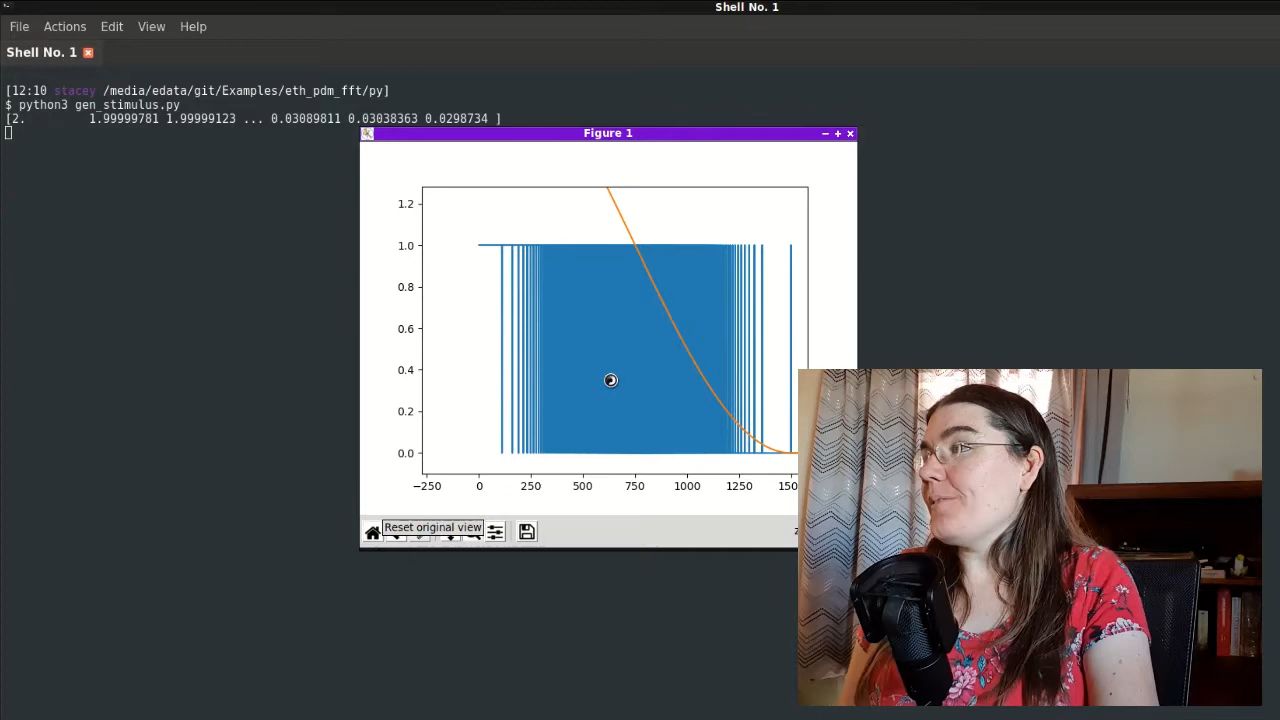 Shell No. 1
File Actions Edit View Help
Shell No. 1
[12:10 stacey /media/edata/git/Examples/eth_pdm_fft/py]
$ python3 gen_stimulus.py
[2. 1.99999781 1.99999123 ... 0.03089811 0.03038363 0.0298734 ]
Figure 1
1.2
1.0
0.8
0.6
0.4
0.2
0.0
−250 0 250 500 750 1000 1250 150
Reset original view